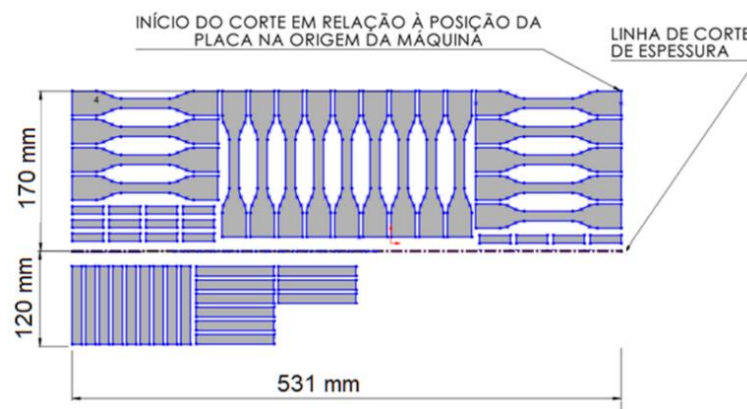 INÍCIO DO CORTE EM RELAÇÃO À POSIÇÃO DA
PLACA NA ORIGEM DA MÁQUINA
LINHA DE CORTE
DE ESPESSURA
4
170 mm
120 mm
531 mm